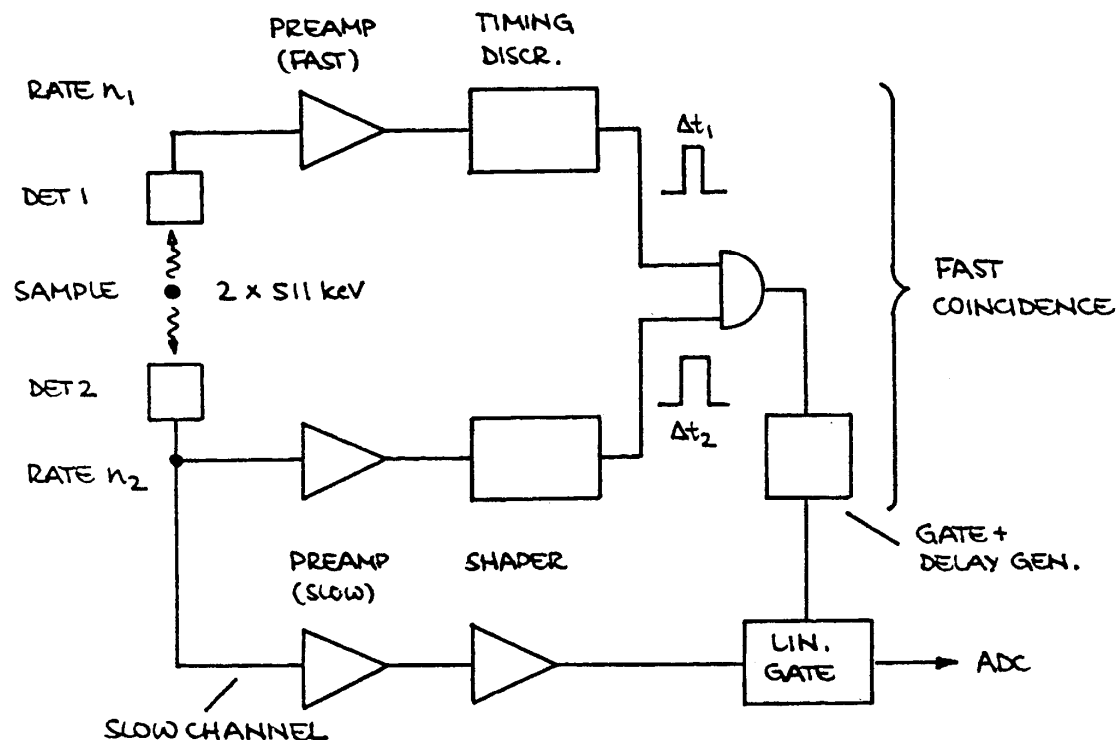 PREAMP
(FAST)
TIMING
DISCR.
RATE n₁
Δt₁
DET 1
SAMPLE
2 × 511 keV
FAST
COINCIDENCE
DET 2
Δt₂
RATE n₂
GATE +
DELAY GEN.
PREAMP
(SLOW)
SHAPER
LIN.
GATE
ADC
SLOW CHANNEL